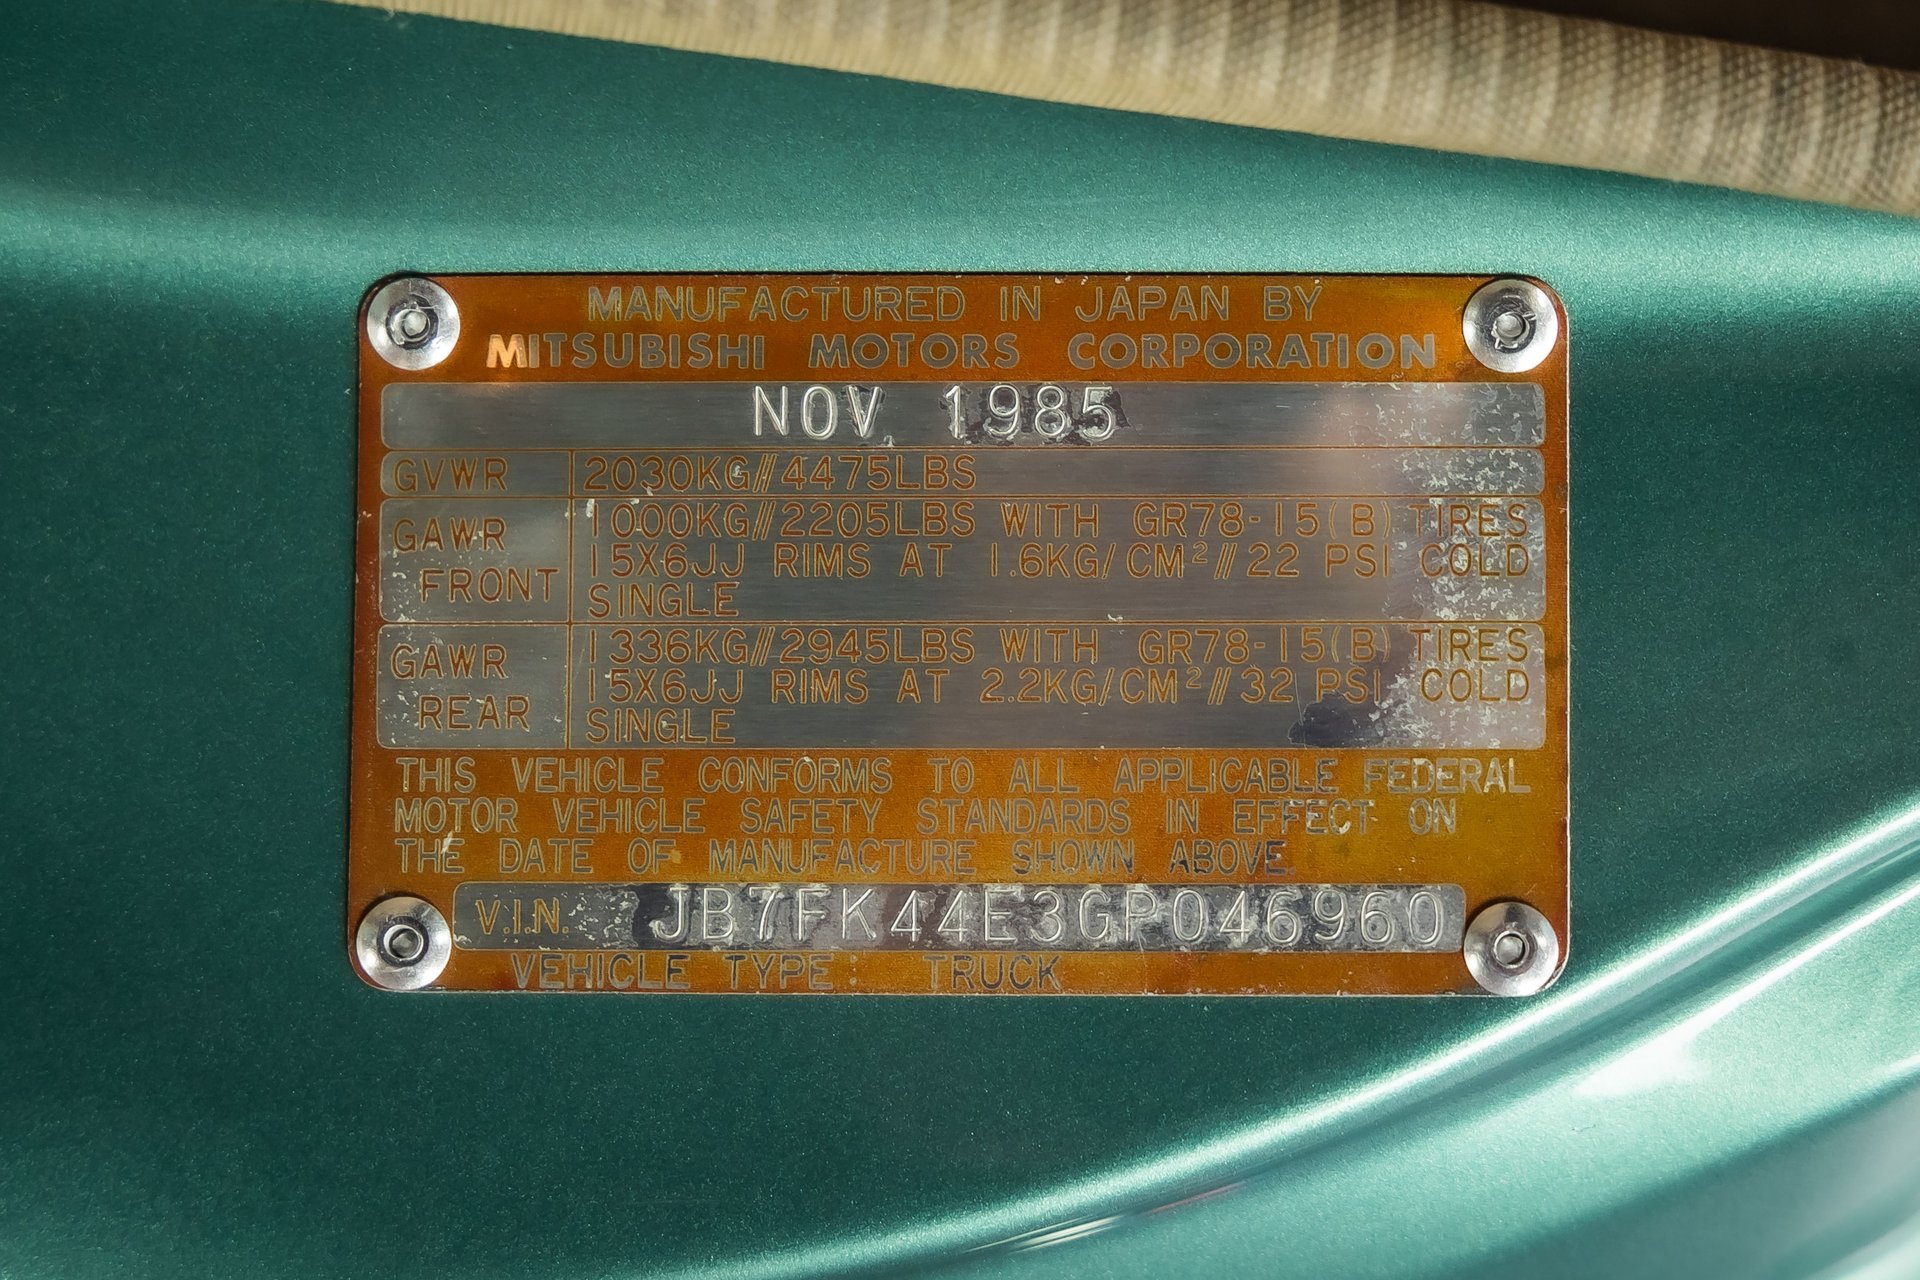 MANUFACTURED IN JAPAN BY
MITSUBISHI MOTORS CORPORATION
NOV 1985
GVWR 2030KG//4475LBS
GAWR FRONT
1000KG//2205LBS WITH GR78-15(B) TIRES
15X6JJ RIMS AT 1.6KG/CM²//22 PSI COLD
SINGLE
GAWR REAR
1336KG//2945LBS WITH GR78-15(B) TIRES
15X6JJ RIMS AT 2.2KG/CM²//32 PSI COLD
SINGLE
THIS VEHICLE CONFORMS TO ALL APPLICABLE FEDERAL
MOTOR VEHICLE SAFETY STANDARDS IN EFFECT ON
THE DATE OF MANUFACTURE SHOWN ABOVE.
V.I.N. JB7FK44E3GP046960
VEHICLE TYPE : TRUCK